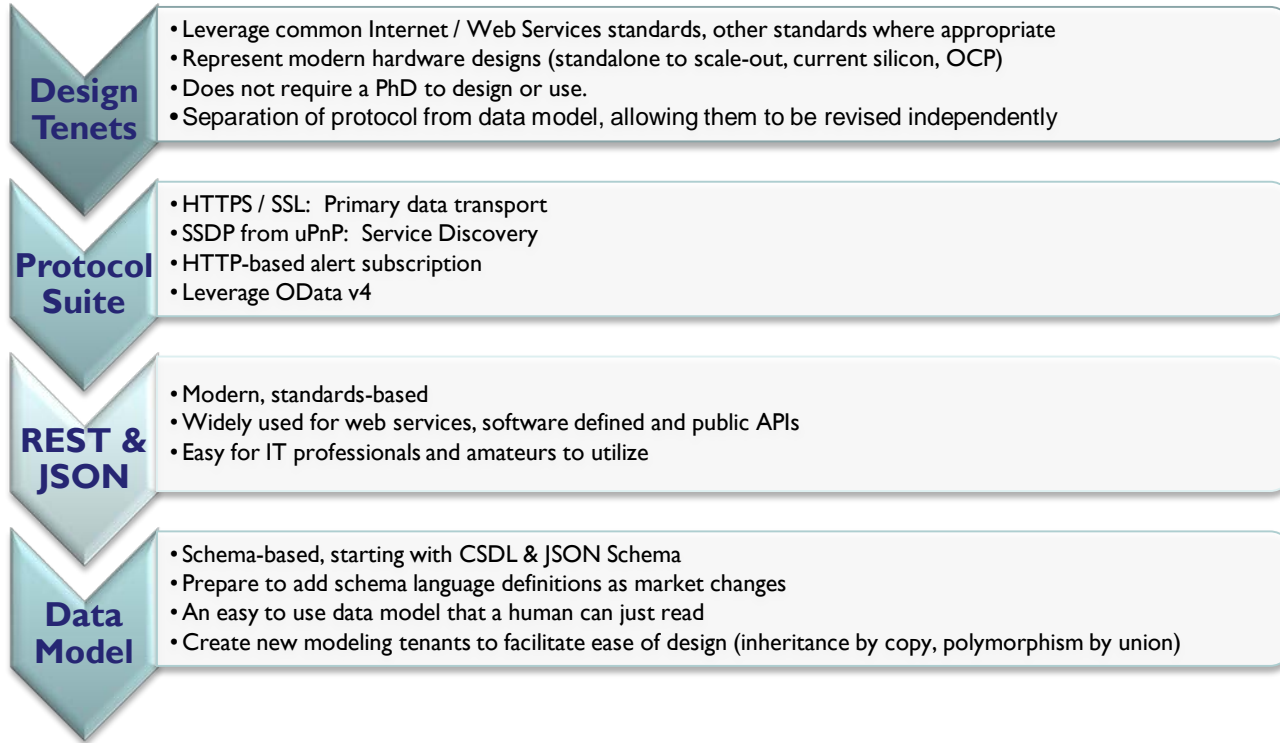 Design
Tenets
• Leverage common Internet / Web Services standards, other standards where appropriate
• Represent modern hardware designs (standalone to scale-out, current silicon, OCP)
• Does not require a PhD to design or use.
• Separation of protocol from data model, allowing them to be revised independently
Protocol
Suite
• HTTPS / SSL: Primary data transport
• SSDP from uPnP: Service Discovery
• HTTP-based alert subscription
• Leverage OData v4
REST &
JSON
• Modern, standards-based
• Widely used for web services, software defined and public APIs
• Easy for IT professionals and amateurs to utilize
Data
Model
• Schema-based, starting with CSDL & JSON Schema
• Prepare to add schema language definitions as market changes
• An easy to use data model that a human can just read
• Create new modeling tenants to facilitate ease of design (inheritance by copy, polymorphism by union)